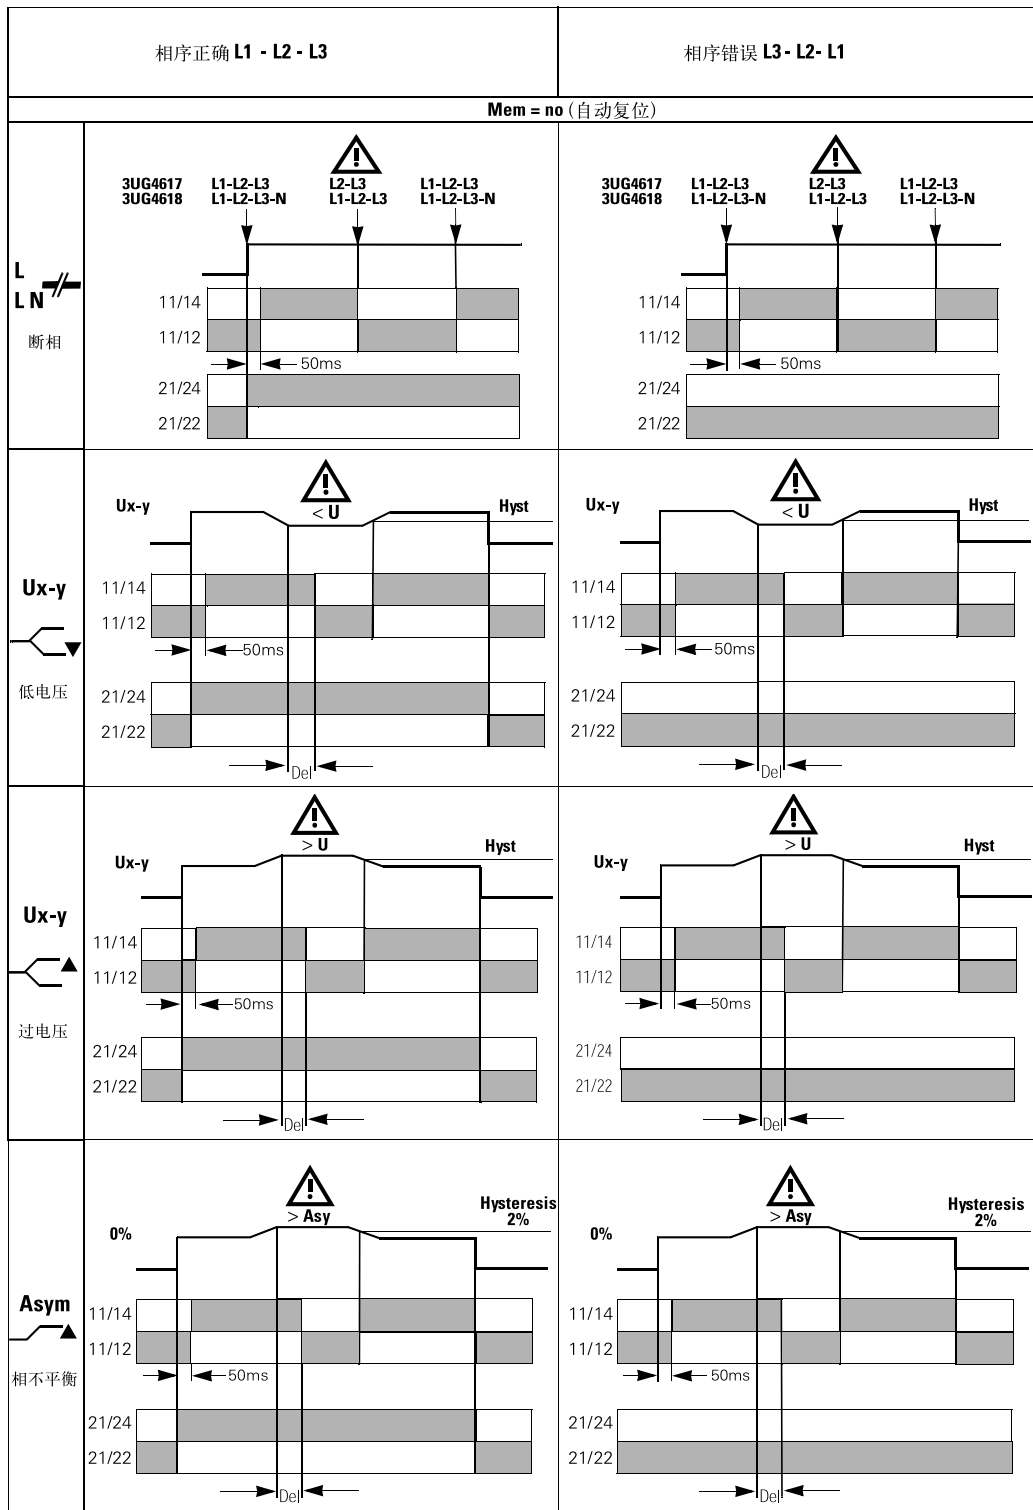 相序正确 L1 - L2 - L3
相序错误 L3 - L2- L1
Mem = no (自动复位)
L
L N
断相
3UG4617 L1-L2-L3 L2-L3 L1-L2-L3
3UG4618 L1-L2-L3-N L1-L2-L3 L1-L2-L3-N
11/14
11/12
50ms
21/24
21/22
3UG4617 L1-L2-L3 L2-L3 L1-L2-L3
3UG4618 L1-L2-L3-N L1-L2-L3 L1-L2-L3-N
11/14
11/12
50ms
21/24
21/22
Ux-y
低电压
Ux-y
< U
Hyst
11/14
11/12
50ms
21/24
21/22
Del
Ux-y
< U
Hyst
11/14
11/12
50ms
21/24
21/22
Del
Ux-y
过电压
Ux-y
> U
Hyst
11/14
11/12
50ms
21/24
21/22
Del
Ux-y
> U
Hyst
11/14
11/12
50ms
21/24
21/22
Del
Asym
相不平衡
0%
> Asy
Hysteresis
2%
11/14
11/12
50ms
21/24
21/22
Del
0%
> Asy
Hysteresis
2%
11/14
11/12
50ms
21/24
21/22
Del